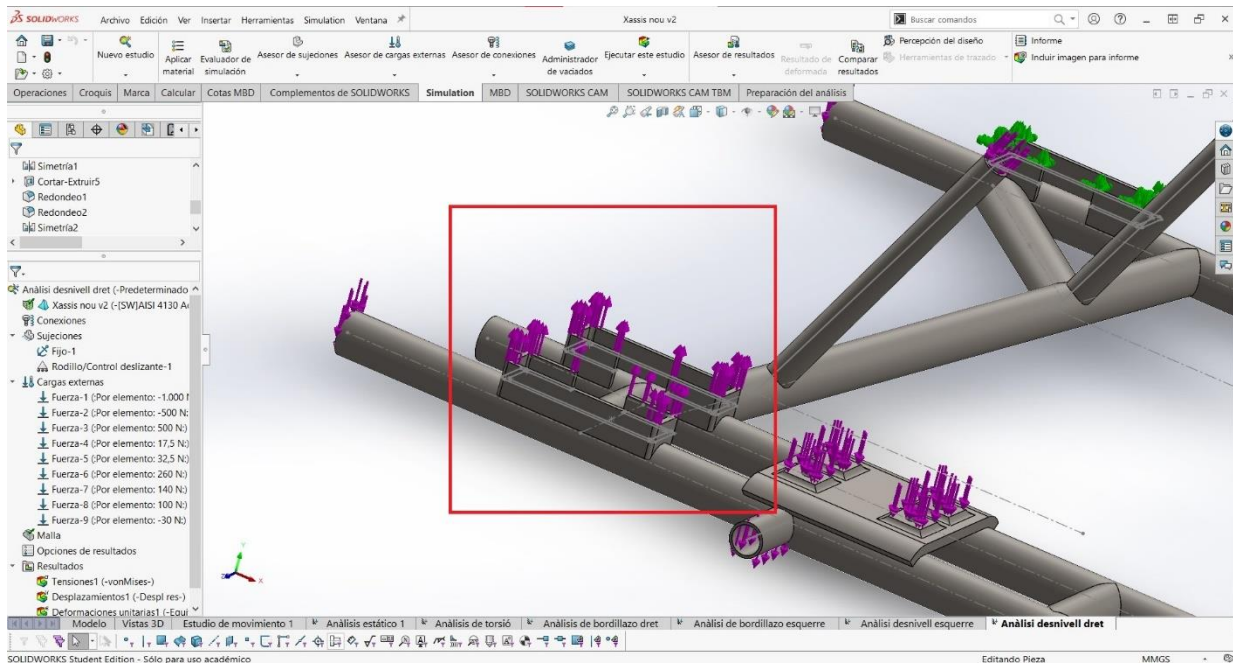 SOLIDWORKS Archivo Edición Ver Insertar Herramientas Simulation Ventana Xassis nou v2 Buscar comandos
Nuevo estudio Aplicar material Evaluador de simulación Asesor de sujeciones Asesor de cargas externas Asesor de conexiones Administrador de vaciados Ejecutar este estudio Asesor de resultados Resultado de deformada Comparar resultados Percepción del diseño Herramientas de trazado Informe Induir imagen para informe
Operaciones Croquis Marca Calcular Cotas MBD Complementos de SOLIDWORKS Simulation MBD SOLIDWORKS CAM SOLIDWORKS CAM TBM Preparación del análisis
Simetría1
Cortar-Extruir5
Redondeo1
Redondeo2
Simetría2
Anàlisi desnivell dret (-Predeterminado
Xassis nou v2 (-[SW]AISI 4130 A
Conexiones
Sujeciones
Fijo-1
Rodillo/Control deslizante-1
Cargas externas
Fuerza-1 (:Por elemento: -1.000
Fuerza-2 (:Por elemento: -500 N:
Fuerza-3 (:Por elemento: 500 N:)
Fuerza-4 (:Por elemento: 17,5 N:)
Fuerza-5 (:Por elemento: 32,5 N:)
Fuerza-6 (:Por elemento: 260 N:)
Fuerza-7 (:Por elemento: 140 N:)
Fuerza-8 (:Por elemento: 100 N:)
Fuerza-9 (:Por elemento: -30 N:)
Malla
Opciones de resultados
Resultados
Tensiones1 (-vonMises-)
Desplazamientos1 (-Despl res-)
Deformaciones unitarias1 (-Equi
Modelo Vistas 3D Estudio de movimiento 1 Anàlisis estático 1 Anàlisis de torsió Anàlisis de bordillazo dret Anàlisi de bordillazo esquerre Anàlisi desnivell esquerre Anàlisi desnivell dret
SOLIDWORKS Student Edition - Sólo para uso académico Editando Pieza MMGS